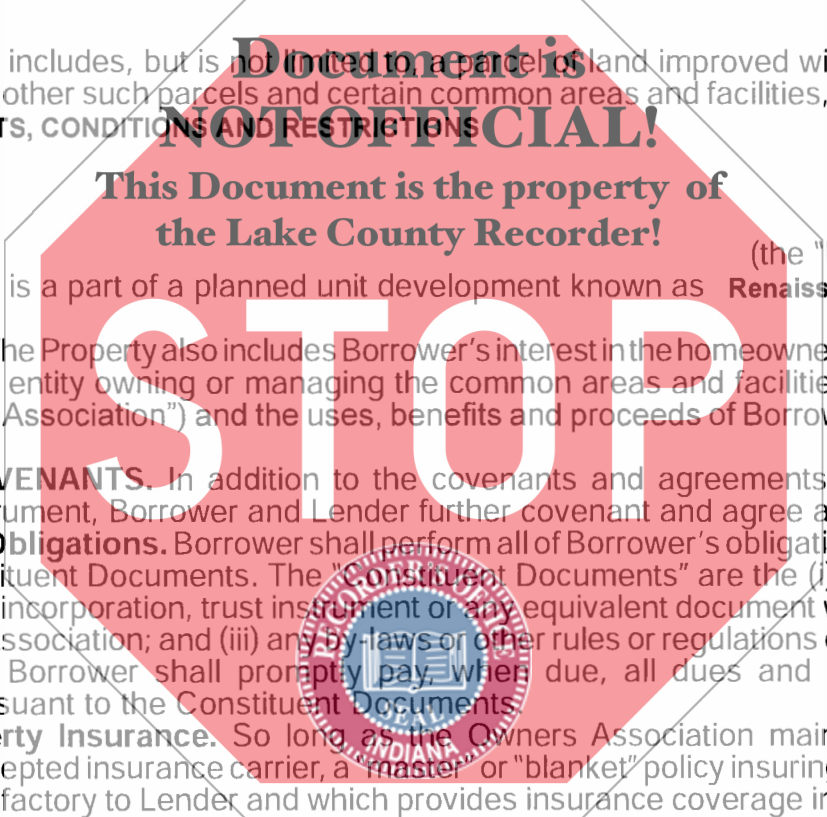 includes, but is not limited to, a parcel of land improved wi
other such parcels and certain common areas and facilities,
TS, CONDITIONS AND RESTRICTIONS
Document is
NOT OFFICIAL!
This Document is the property of
the Lake County Recorder!
(the "
is a part of a planned unit development known as Renaiss
STOP
he Property also includes Borrower's interest in the homeowne
entity owning or managing the common areas and facilitie
Association") and the uses, benefits and proceeds of Borrow
VENANTS. In addition to the covenants and agreements
ument, Borrower and Lender further covenant and agree a
Obligations. Borrower shall perform all of Borrower's obligati
ituent Documents. The "Constituent Documents" are the (i
incorporation, trust instrument or any equivalent document w
ssociation; and (iii) any by-laws or other rules or regulations o
Borrower shall promptly pay, when due, all dues and
suant to the Constituent Documents.
RECORDER'S OFFICE
SEAL
INDIANA
erty Insurance. So long as the Owners Association main
epted insurance carrier, a "master" or "blanket" policy insurin
factory to Lender and which provides insurance coverage in